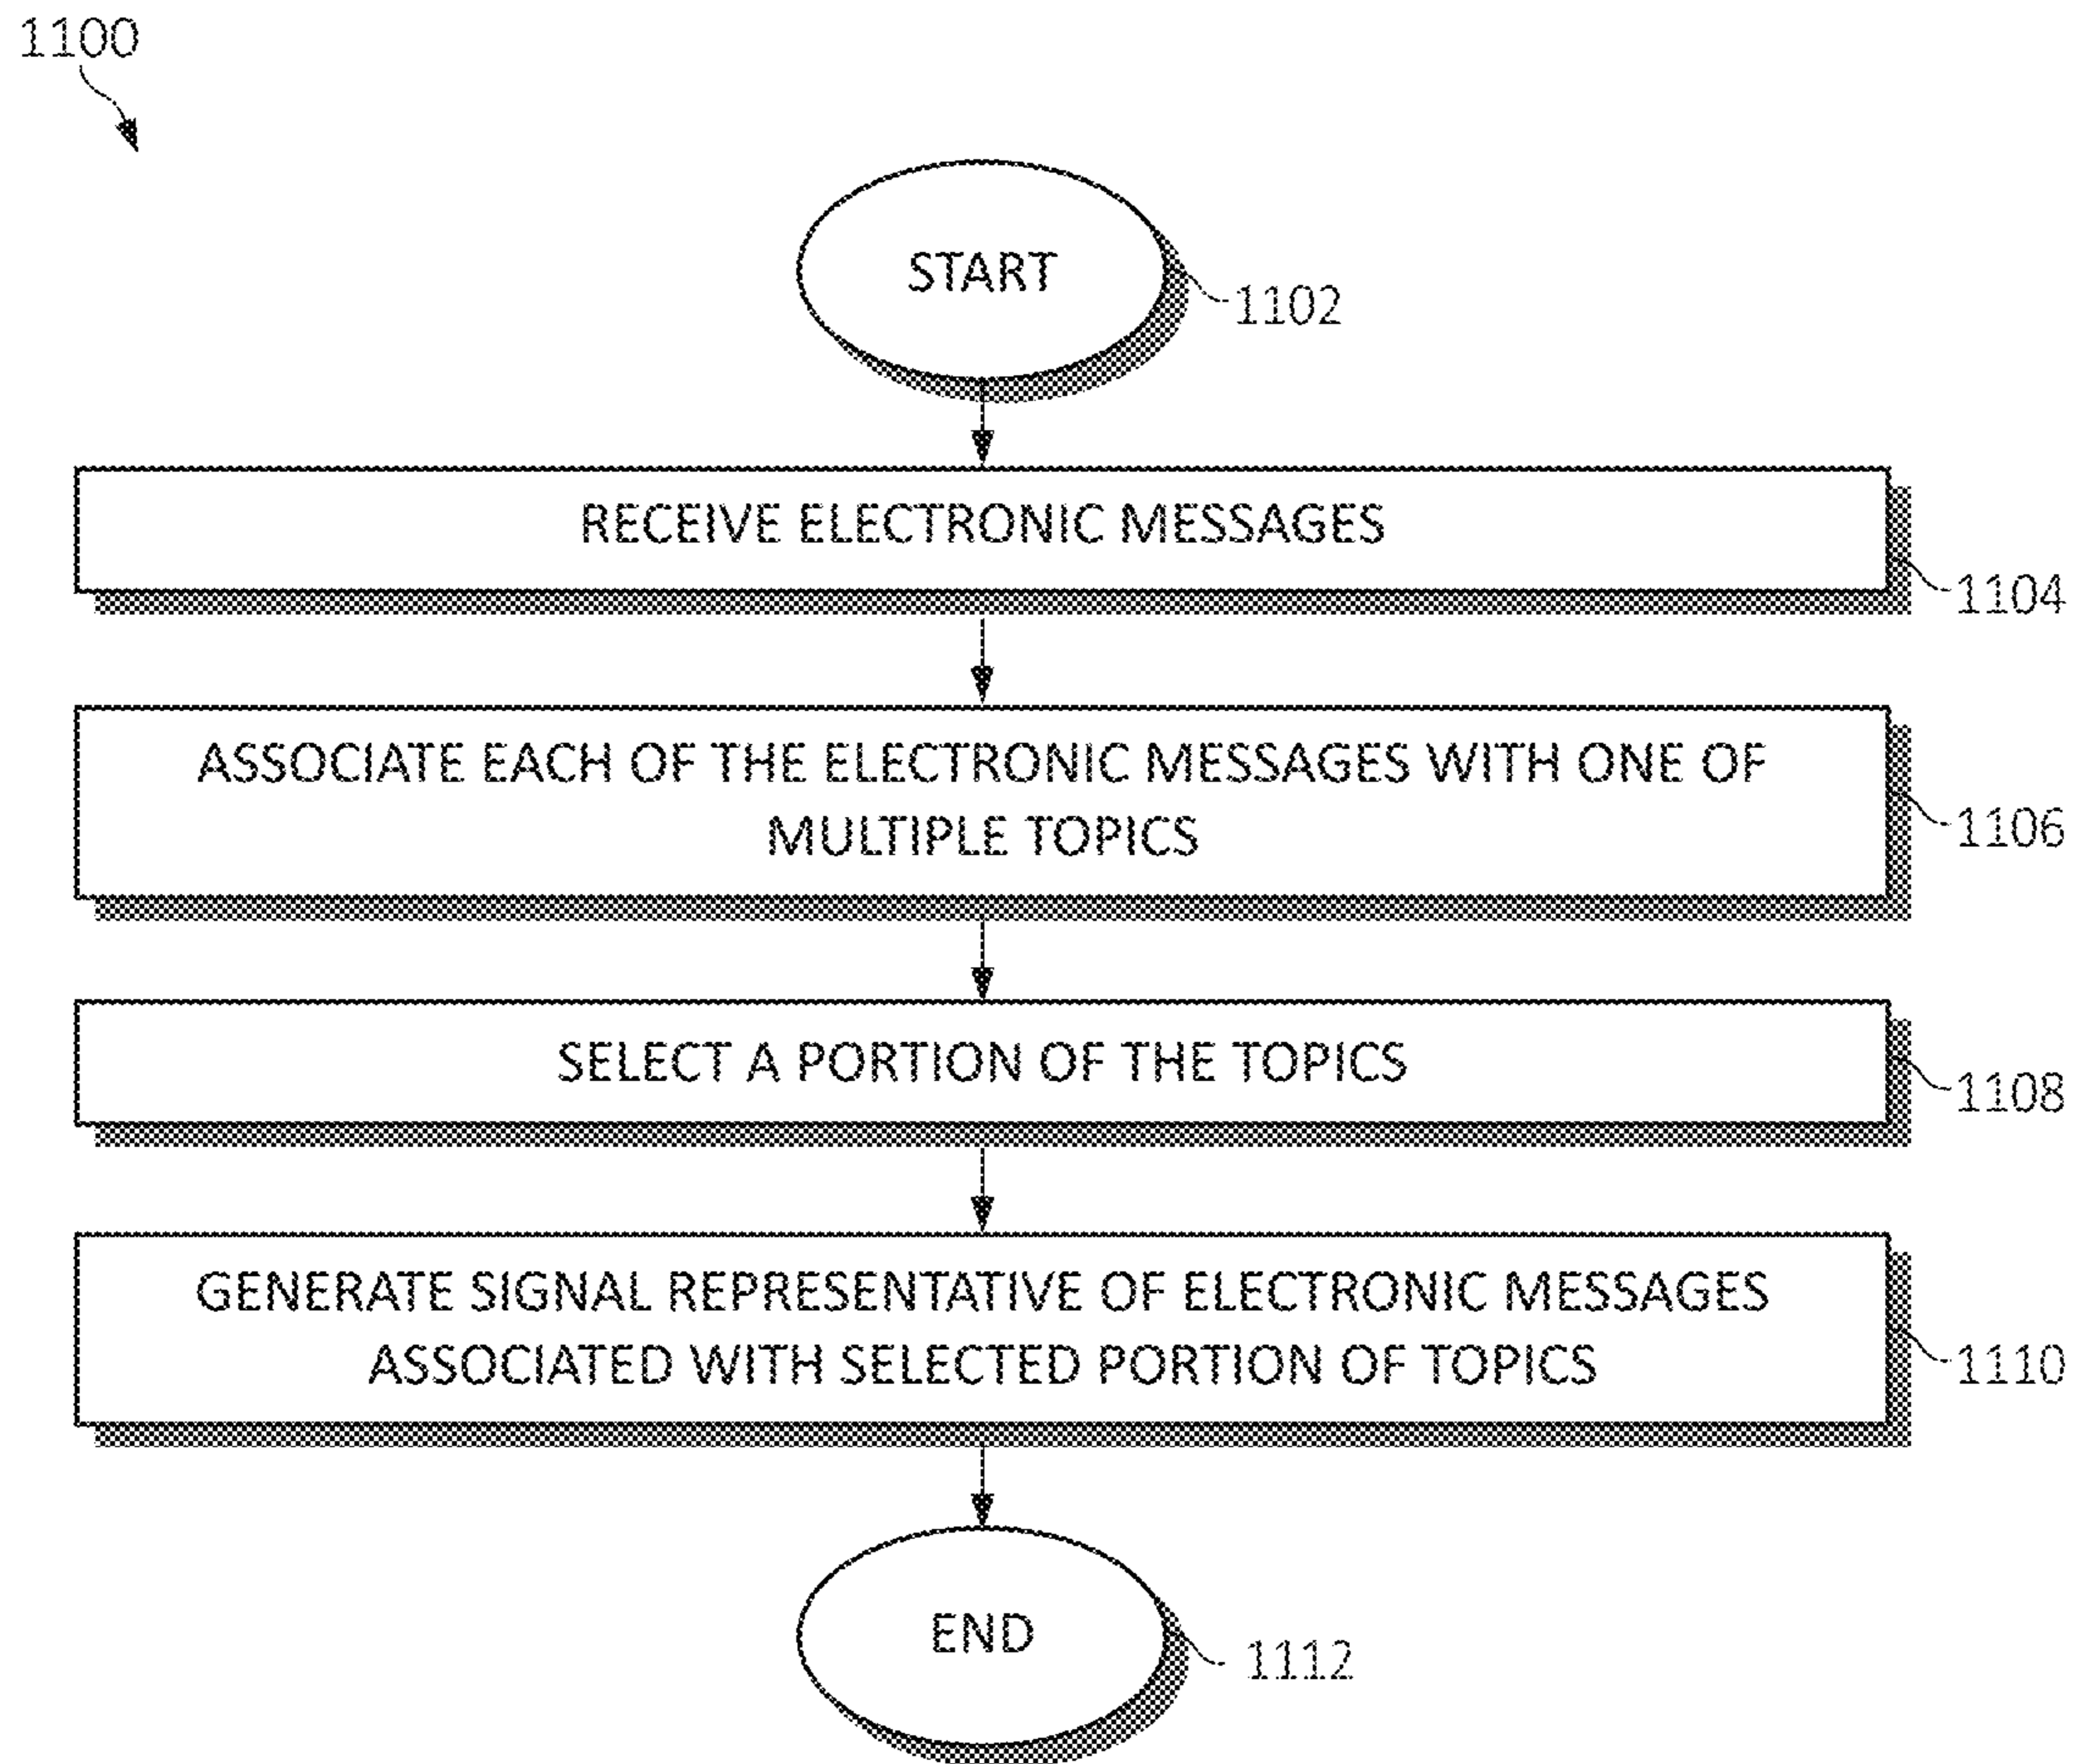 1100
START
1102
RECEIVE ELECTRONIC MESSAGES
1104
ASSOCIATE EACH OF THE ELECTRONIC MESSAGES WITH ONE OF
MULTIPLE TOPICS
1106
SELECT A PORTION OF THE TOPICS
1108
GENERATE SIGNAL REPRESENTATIVE OF ELECTRONIC MESSAGES
ASSOCIATED WITH SELECTED PORTION OF TOPICS
1110
END
1112